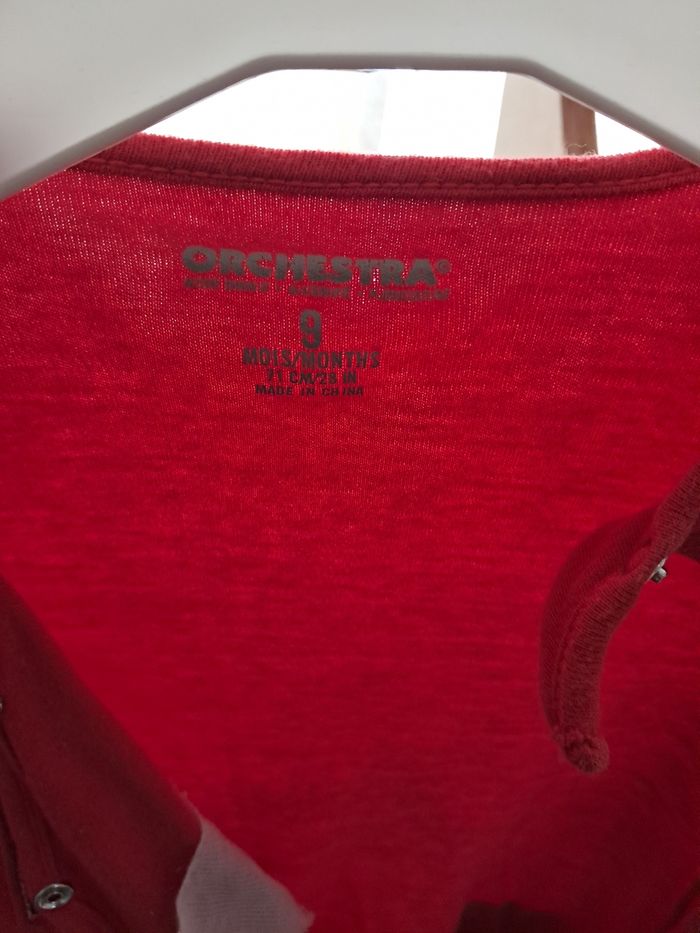 ORCHESTRA®
9
MOIS/MONTHS
71 CM/28 IN
MADE IN CHINA